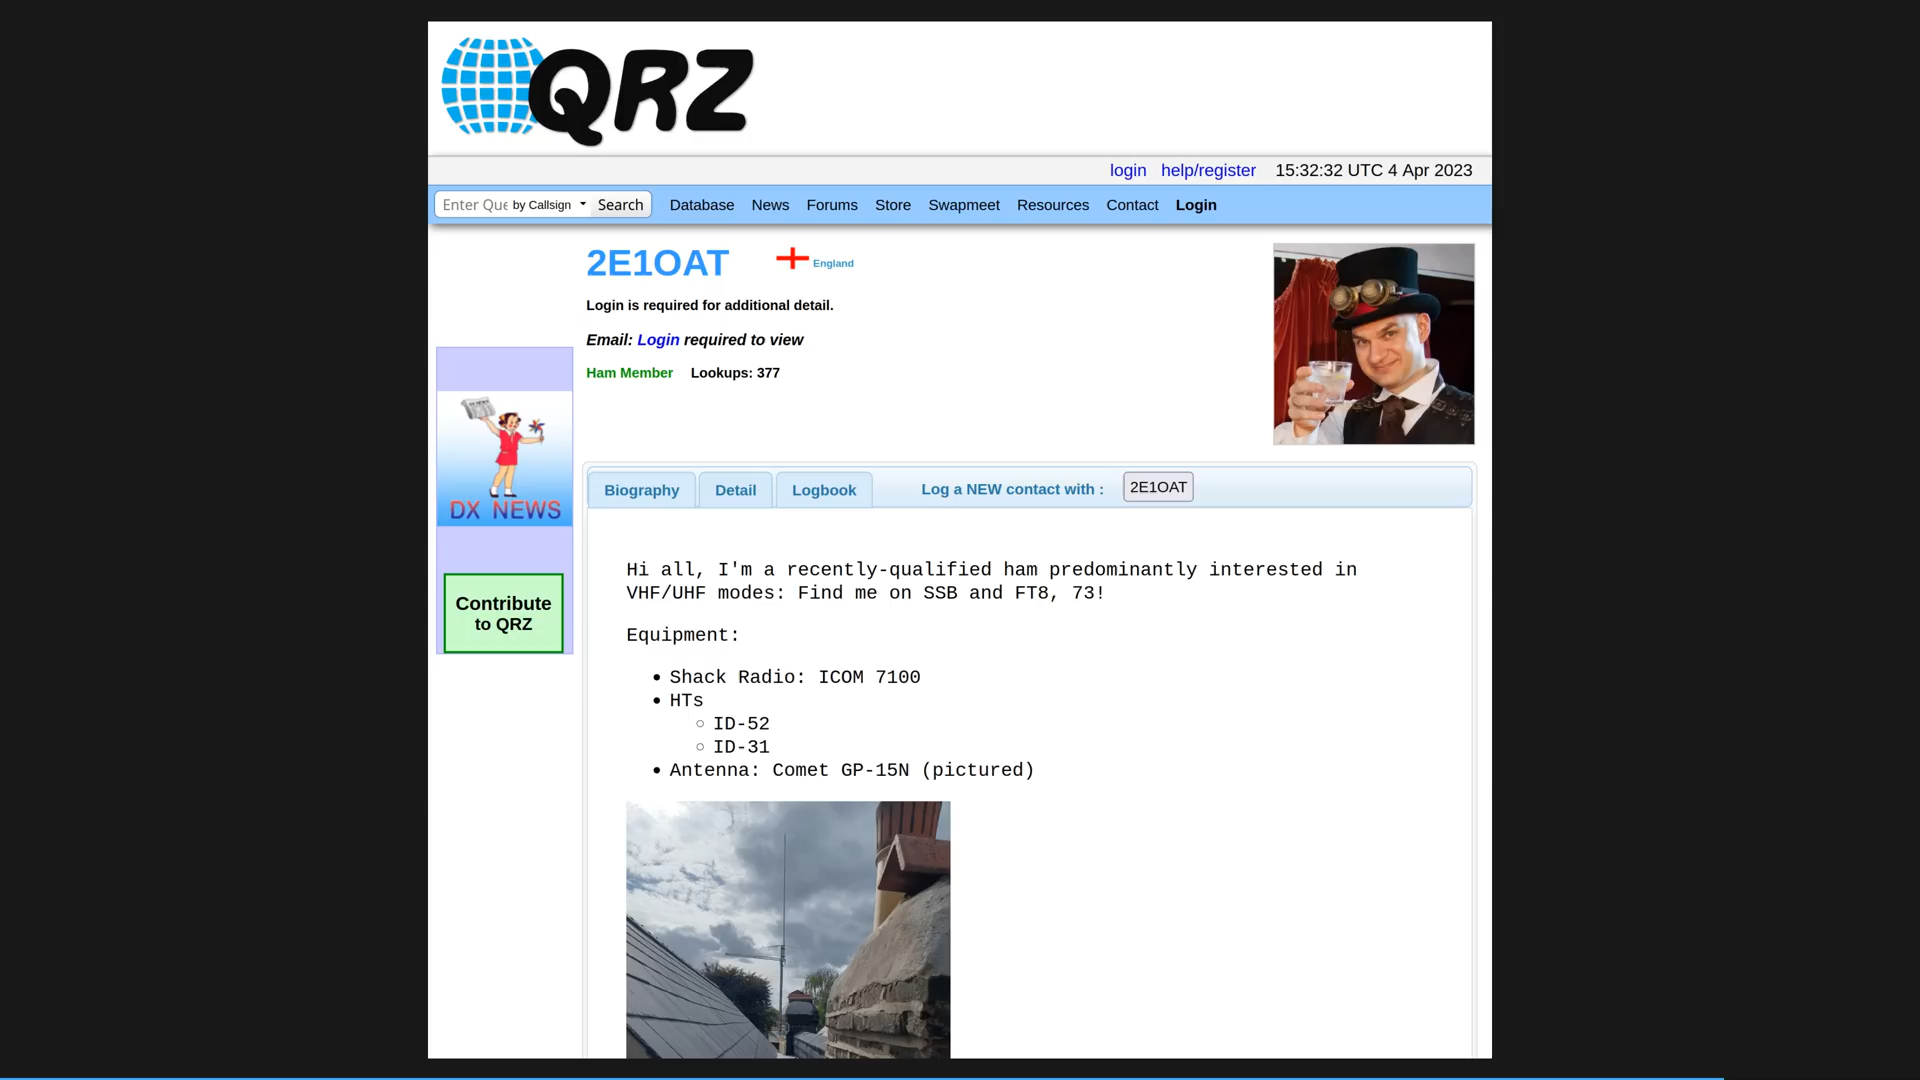 QRZ
login help/register 15:32:32 UTC 4 Apr 2023
Enter Que by Callsign Search Database News Forums Store Swapmeet Resources Contact Login
2E1OAT England
Login is required for additional detail.
Email: Login required to view
Ham Member Lookups: 377
DX NEWS
Contribute
to QRZ
Biography Detail Logbook Log a NEW contact with : 2E1OAT
Hi all, I'm a recently-qualified ham predominantly interested in
VHF/UHF modes: Find me on SSB and FT8, 73!
Equipment:
Shack Radio: ICOM 7100
HTs
ID-52
ID-31
Antenna: Comet GP-15N (pictured)